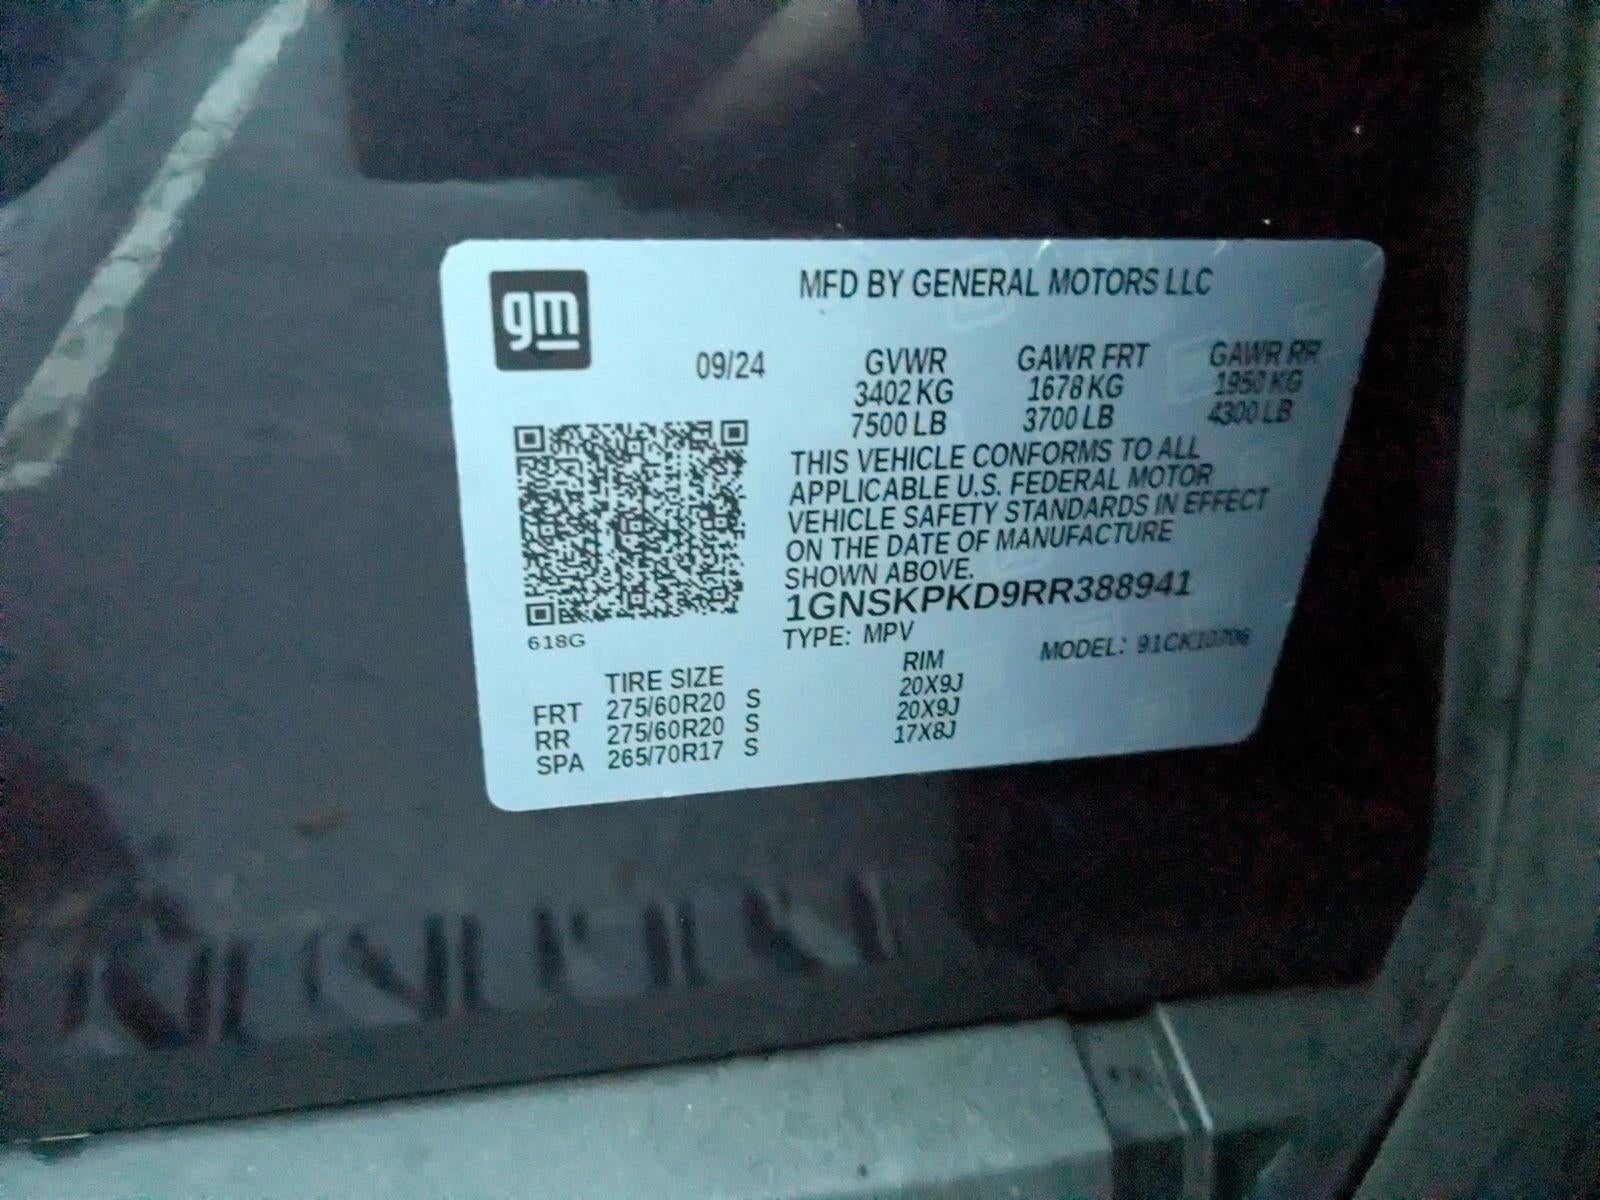 gm
MFD BY GENERAL MOTORS LLC
09/24 GVWR GAWR FRT GAWR RR
3402 KG 1678 KG 1950 KG
7500 LB 3700 LB 4300 LB
THIS VEHICLE CONFORMS TO ALL
APPLICABLE U.S. FEDERAL MOTOR
VEHICLE SAFETY STANDARDS IN EFFECT
ON THE DATE OF MANUFACTURE
SHOWN ABOVE.
1GNSKPKD9RR388941
618G
TYPE: MPV MODEL: 91CK10706
TIRE SIZE RIM
FRT 275/60R20 S 20X9J
RR 275/60R20 S 20X9J
SPA 265/70R17 S 17X8J